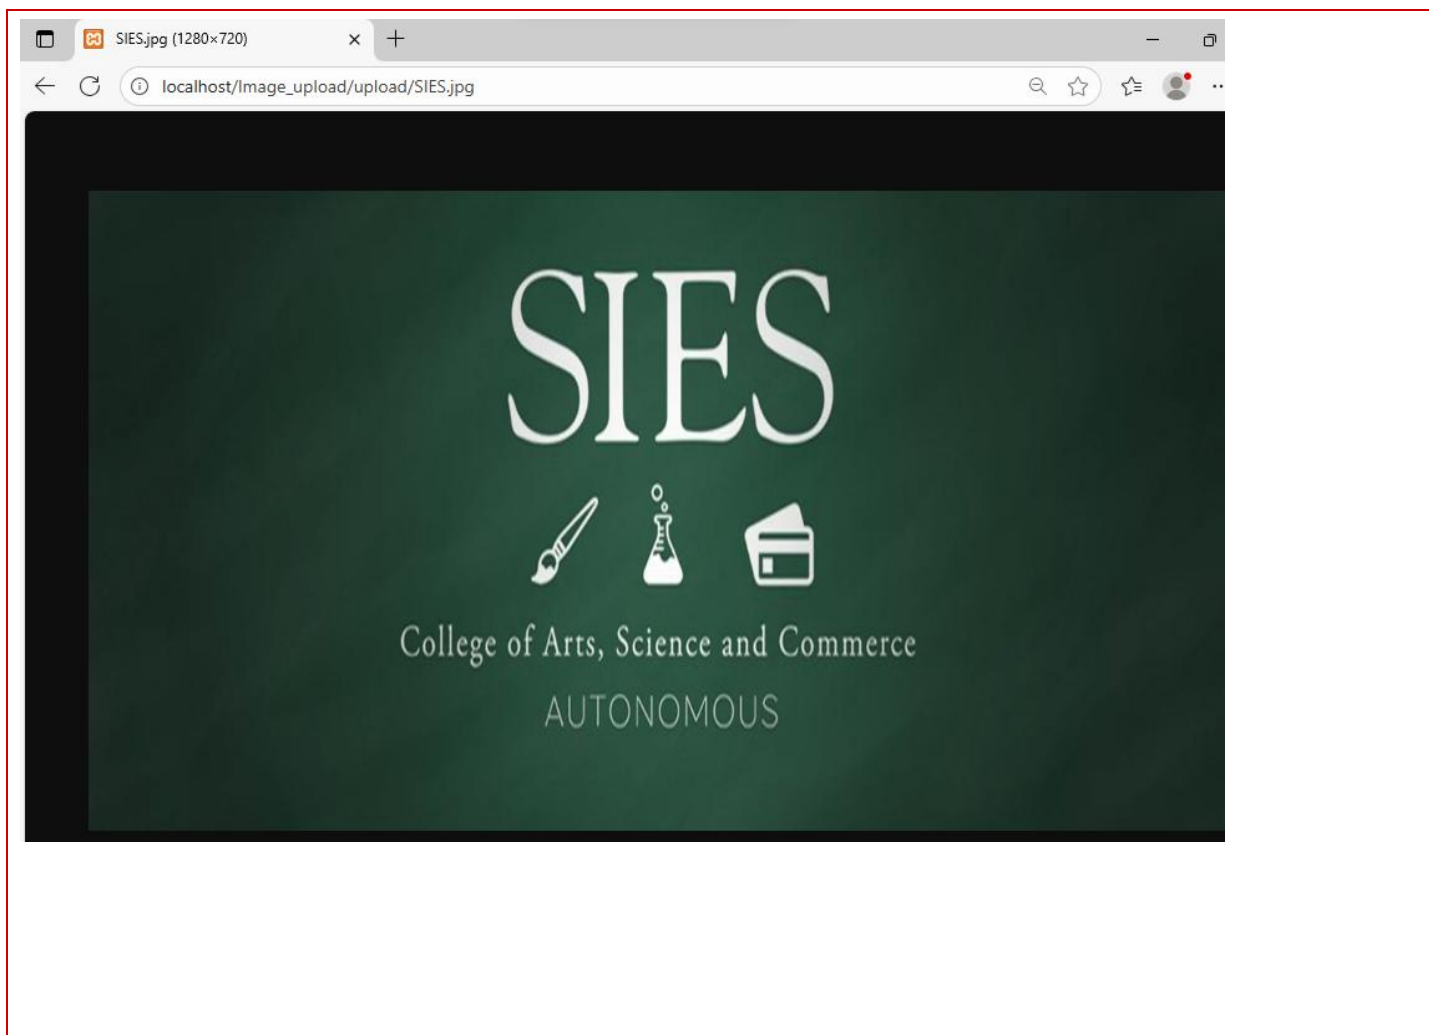 SIES.jpg (1280×720)
localhost/Image_upload/upload/SIES.jpg
SIES
College of Arts, Science and Commerce
AUTONOMOUS